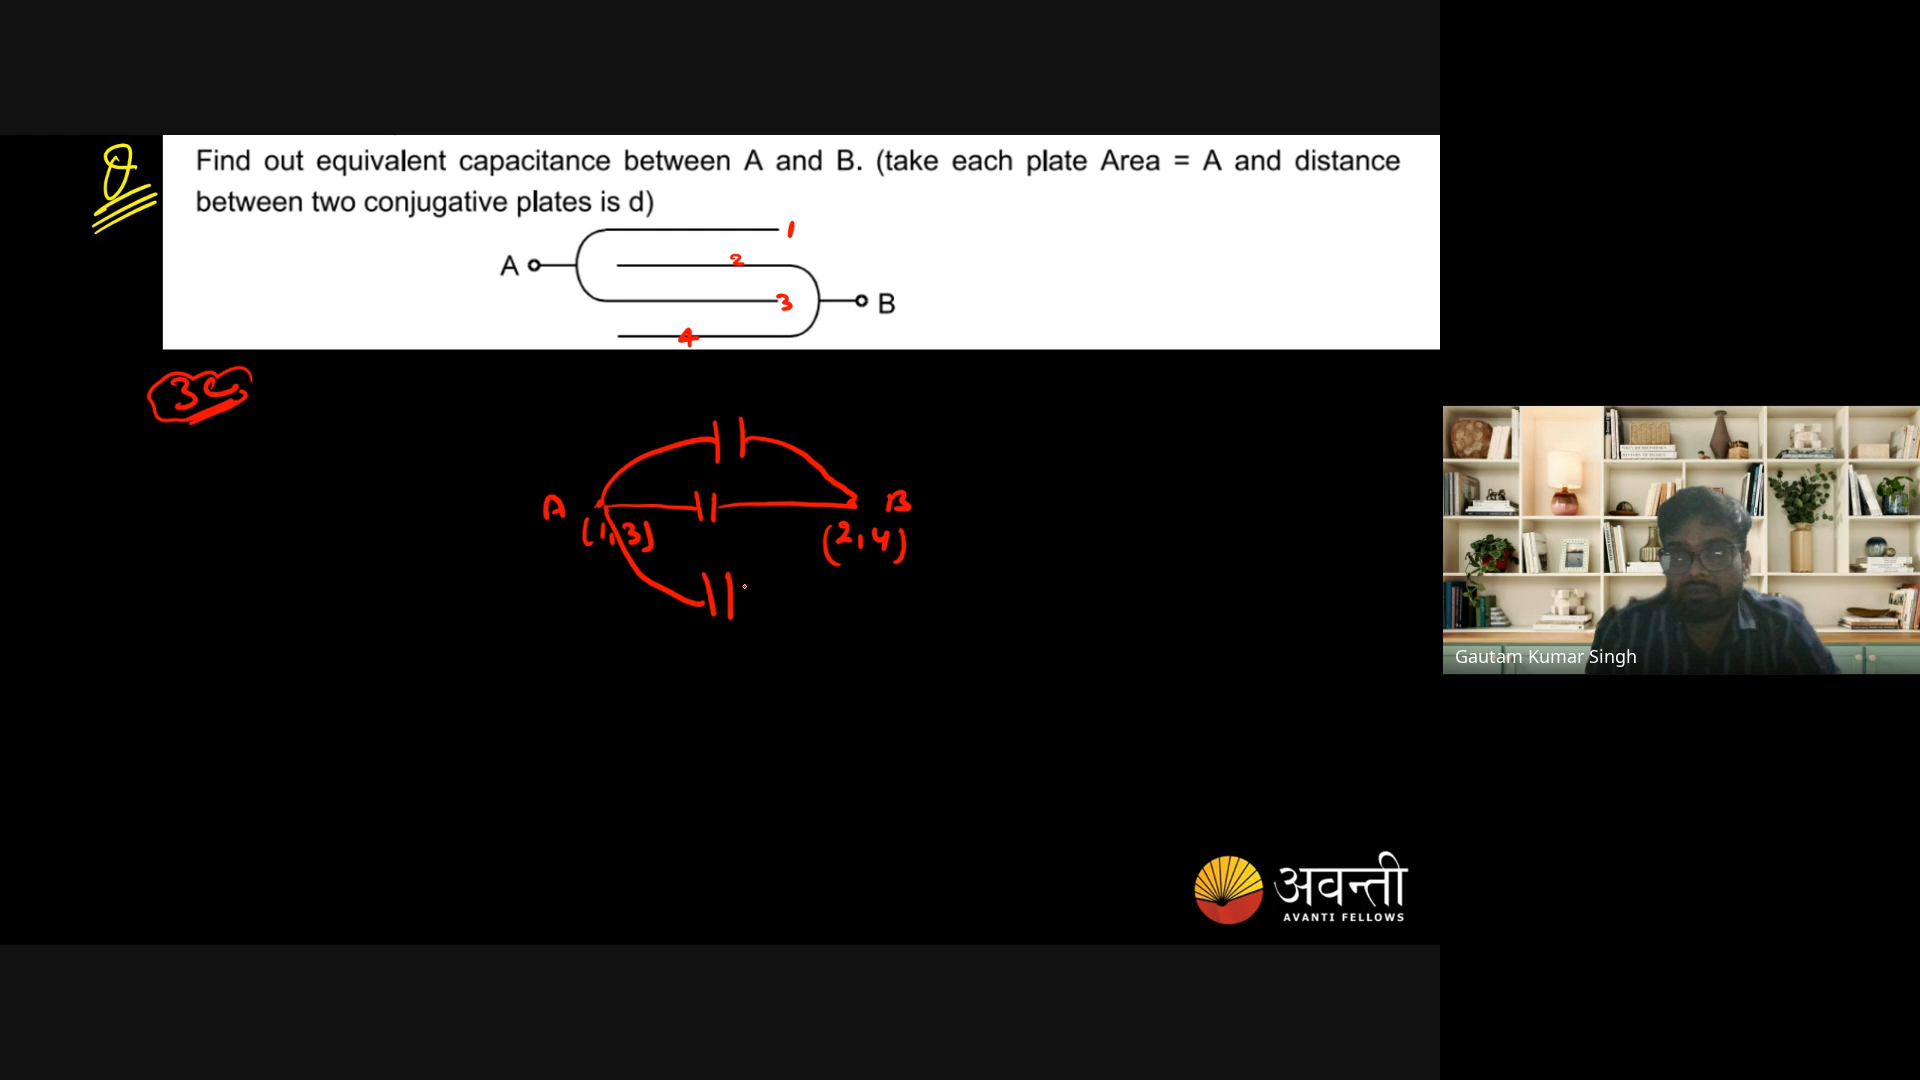 Q
Find out equivalent capacitance between A and B. (take each plate Area = A and distance
between two conjugative plates is d)
1
A
2
3
B
4
3C
A
B
(1,3)
(2,4)
Gautam Kumar Singh
अवन्ती
AVANTI FELLOWS